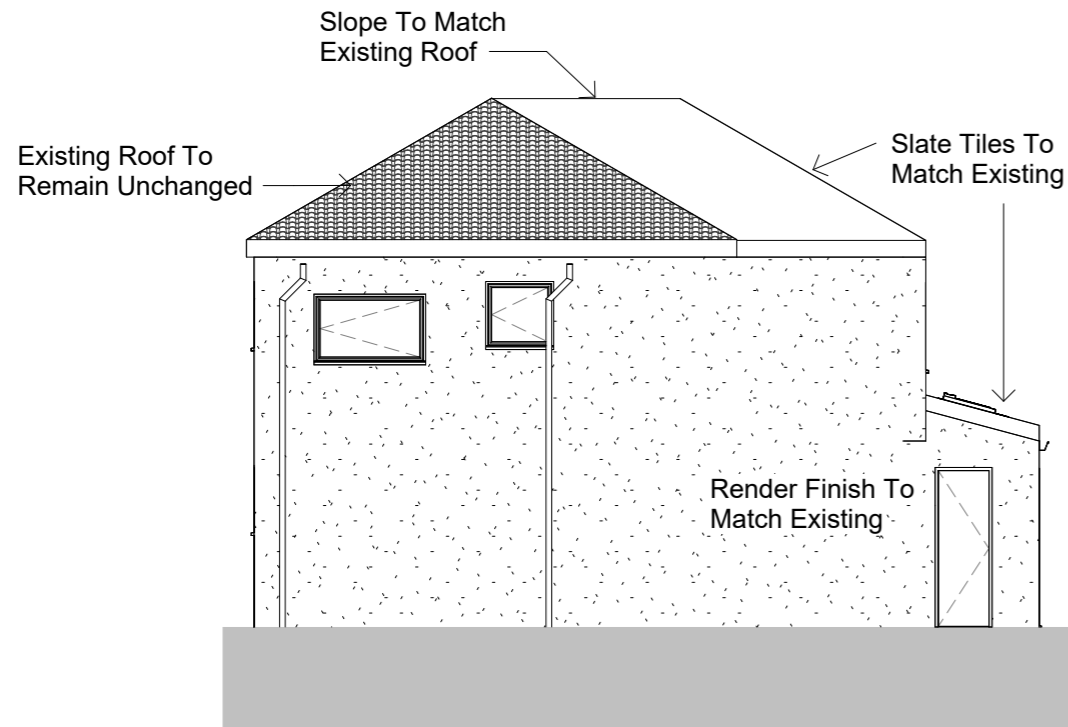 Slope To Match
Existing Roof
Existing Roof To
Remain Unchanged
Slate Tiles To
Match Existing
Render Finish To
Match Existing